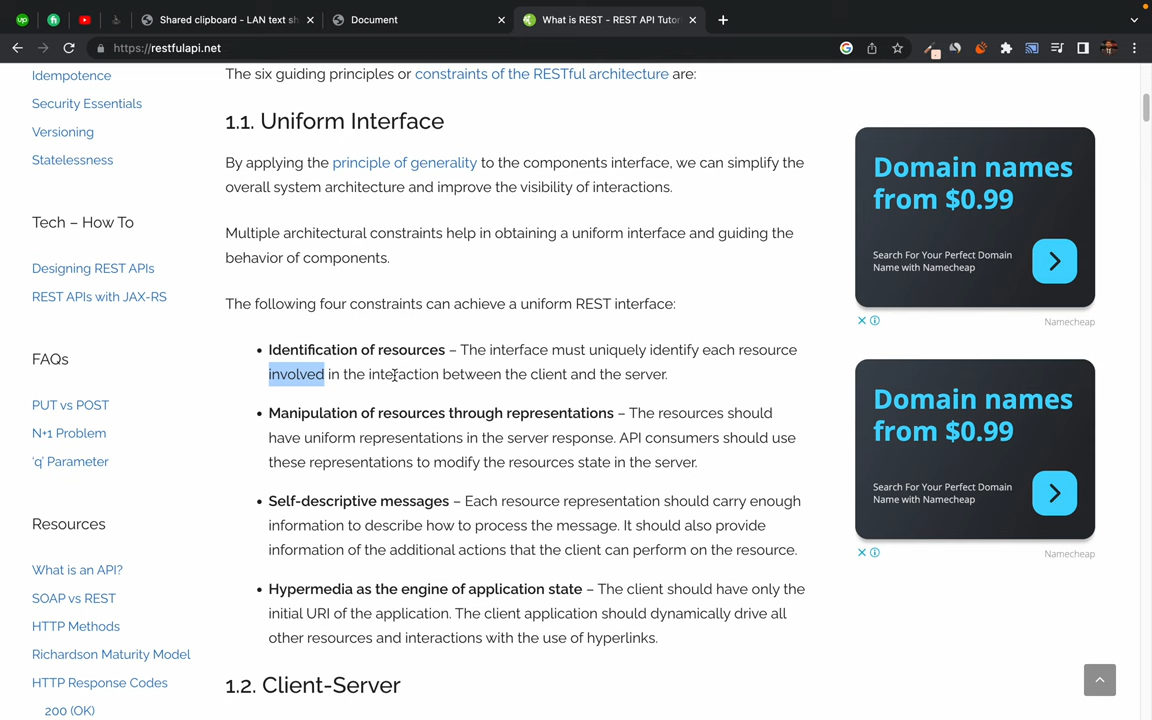 Shared clipboard - LAN text sh
Document
What is REST - REST API Tutor
https://restfulapi.net
Idempotence
Security Essentials
Versioning
Statelessness
Tech – How To
Designing REST APIs
REST APIs with JAX-RS
FAQs
PUT vs POST
N+1 Problem
‘q’ Parameter
Resources
What is an API?
SOAP vs REST
HTTP Methods
Richardson Maturity Model
HTTP Response Codes
200 (OK)
The six guiding principles or constraints of the RESTful architecture are:
1.1. Uniform Interface
By applying the principle of generality to the components interface, we can simplify the
overall system architecture and improve the visibility of interactions.
Multiple architectural constraints help in obtaining a uniform interface and guiding the
behavior of components.
The following four constraints can achieve a uniform REST interface:
• Identification of resources – The interface must uniquely identify each resource
involved in the interaction between the client and the server.
• Manipulation of resources through representations – The resources should
have uniform representations in the server response. API consumers should use
these representations to modify the resources state in the server.
• Self-descriptive messages – Each resource representation should carry enough
information to describe how to process the message. It should also provide
information of the additional actions that the client can perform on the resource.
• Hypermedia as the engine of application state – The client should have only the
initial URI of the application. The client application should dynamically drive all
other resources and interactions with the use of hyperlinks.
1.2. Client-Server
Domain names
from $0.99
Search For Your Perfect Domain
Name with Namecheap
Namecheap
Domain names
from $0.99
Search For Your Perfect Domain
Name with Namecheap
Namecheap